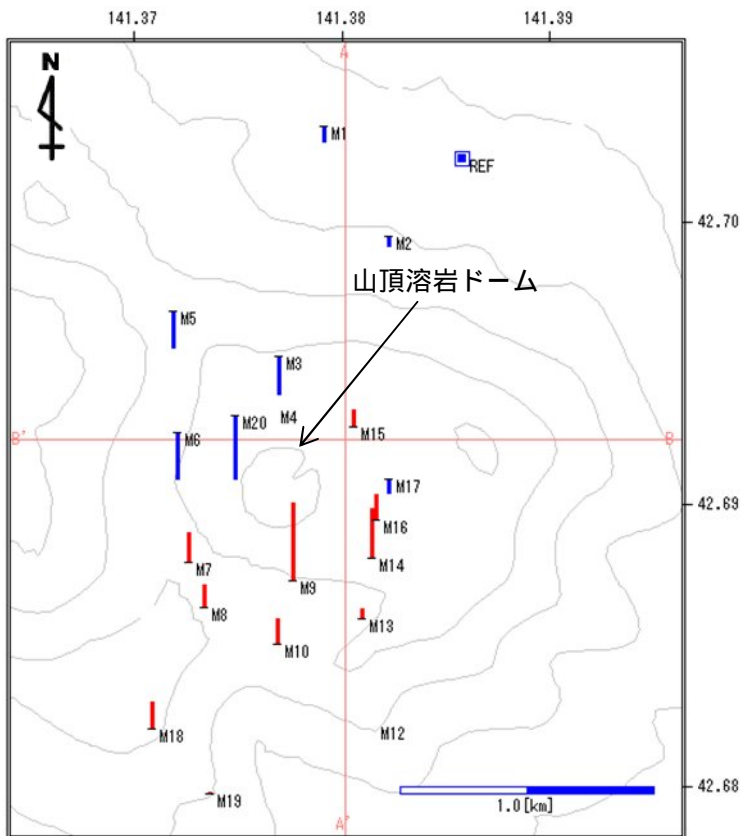 141.37
141.38
141.39
A
N
M1
REF
42.70
M2
山頂溶岩ドーム
M5
M3
M4
M20
M15
B'
M6
B
M17
42.69
M16
M14
M7
M9
M8
M13
M10
M18
M12
42.68
M19
1.0[km]
A'